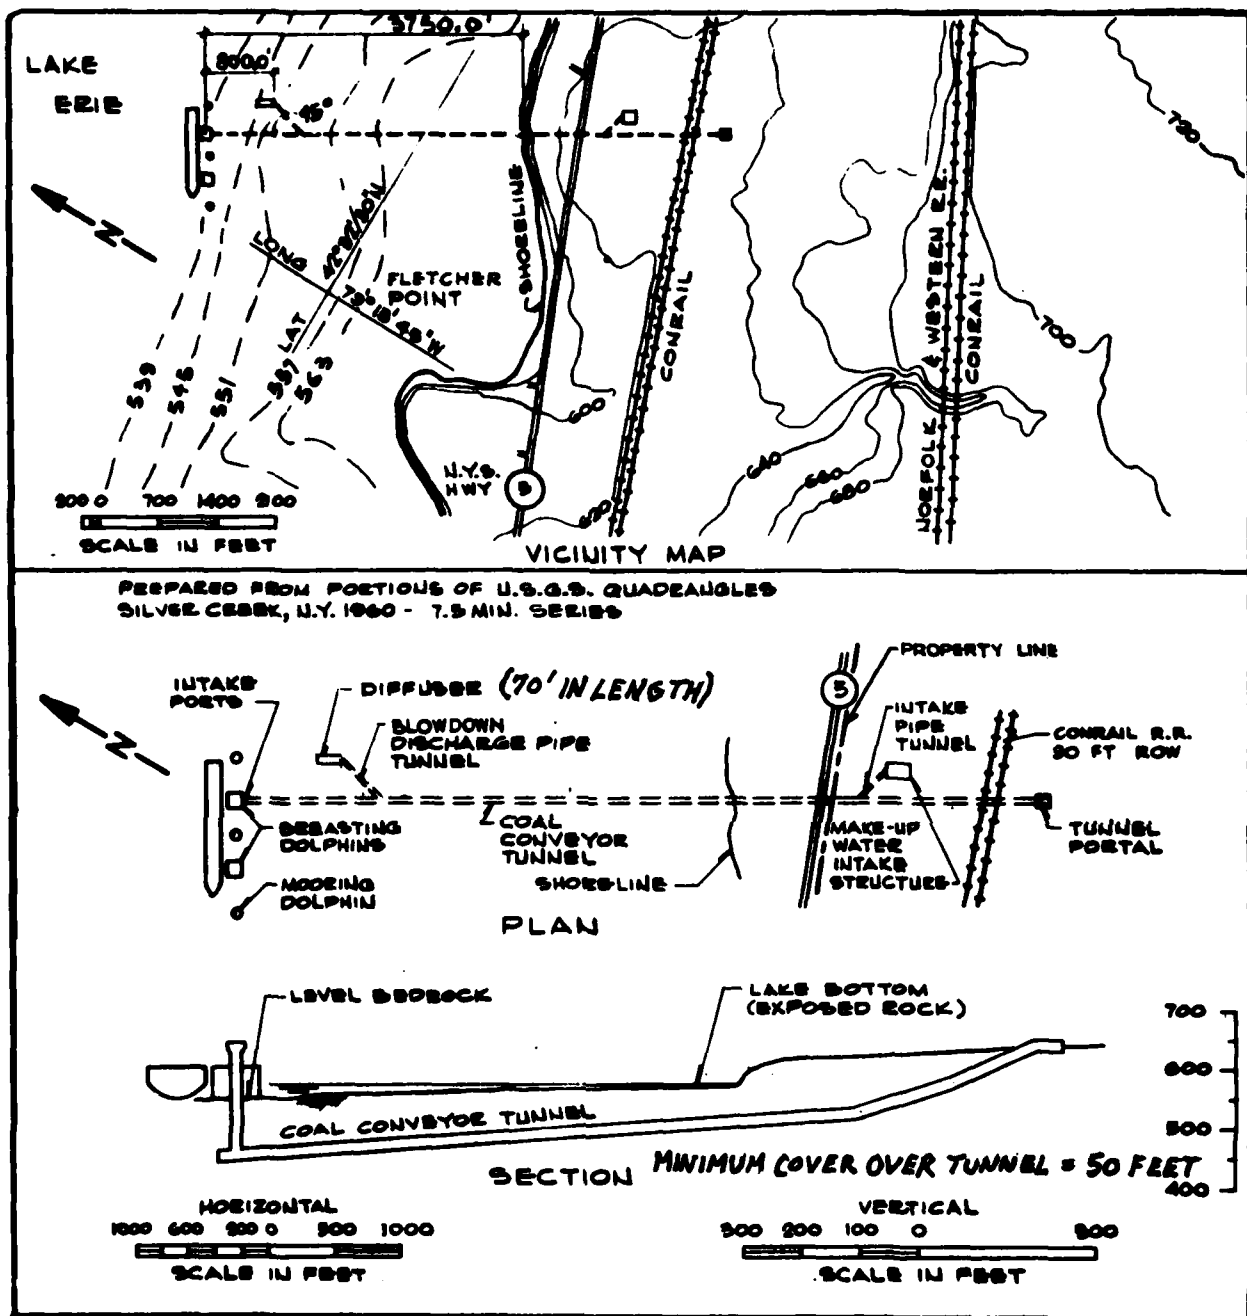 3750.0'
800.0'
LAKE
ERIE
45°
N
LONG
79° 15' 45" W
LAT
FLETCHER
POINT
SHORELINE
CONRAIL
NORFOLK & WESTERN R.R.
CONRAIL
720
700
539
545
551
557
563
600
620
640
660
680
N.Y.S.
HWY
5
200 0 700 1400 2100
SCALE IN FEET
VICINITY MAP
PREPARED FROM PORTIONS OF U.S.G.S. QUADRANGLES
SILVER CREEK, N.Y. 1960 - 7.5 MIN. SERIES
N
INTAKE
PORTS
DIFFUSER (70' IN LENGTH)
BLOWDOWN
DISCHARGE PIPE
TUNNEL
5
PROPERTY LINE
INTAKE
PIPE
TUNNEL
CONRAIL R.R.
90 FT ROW
BREASTING
DOLPHINS
COAL
CONVEYOR
TUNNEL
MAKE-UP
WATER
INTAKE
STRUCTURE
TUNNEL
PORTAL
MOORING
DOLPHIN
SHORELINE
PLAN
LEVEL BEDROCK
LAKE BOTTOM
(EXPOSED ROCK)
700
600
500
400
COAL CONVEYOR TUNNEL
SECTION
MINIMUM COVER OVER TUNNEL = 50 FEET
HORIZONTAL
1000 600 200 0 500 1000
SCALE IN FEET
VERTICAL
300 200 100 0 300
SCALE IN FEET